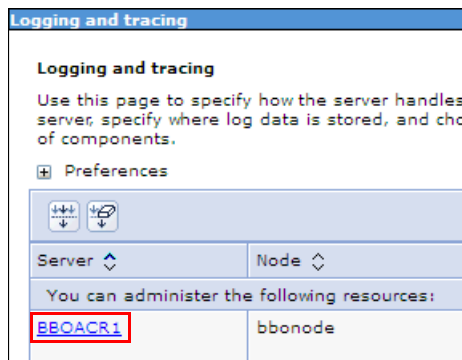 Logging and tracing
Logging and tracing
Use this page to specify how the server handles
server, specify where log data is stored, and cho
of components.
Preferences
Server
Node
You can administer the following resources:
BBOACR1
bbonode